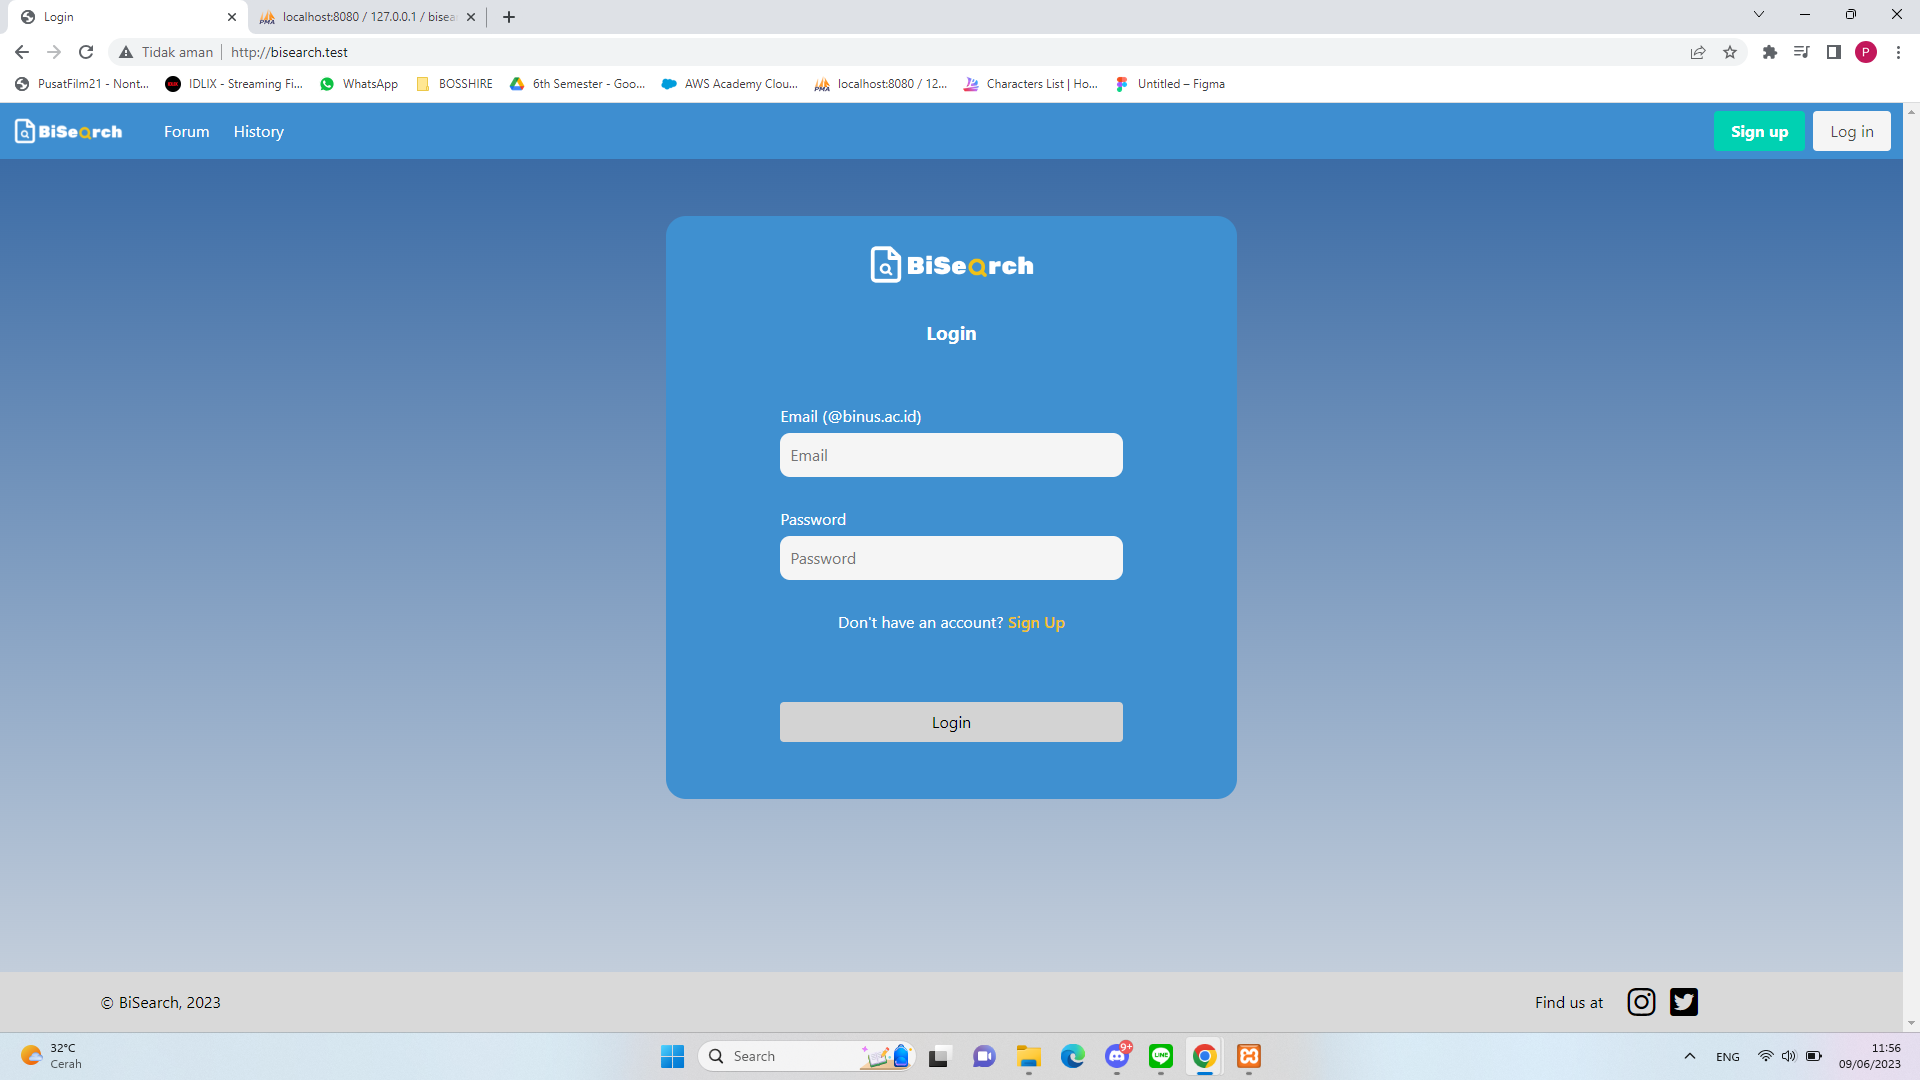 Login
localhost:8080 / 127.0.0.1 / bisea
Tidak aman
http://bisearch.test
P
PusatFilm21 - Nont...
IDLIX - Streaming Fi...
WhatsApp
BOSSHIRE
6th Semester - Goo...
AWS Academy Clou...
PMA
localhost:8080 / 12...
Characters List | Ho...
Untitled – Figma
BiSearch
Forum
History
Sign up
Log in
BiSearch
Login
Email (@binus.ac.id)
Email
Password
Password
Don't have an account? Sign Up
Login
© BiSearch, 2023
Find us at
32°C
Cerah
Search
9+
LINE
ENG
11:56
09/06/2023